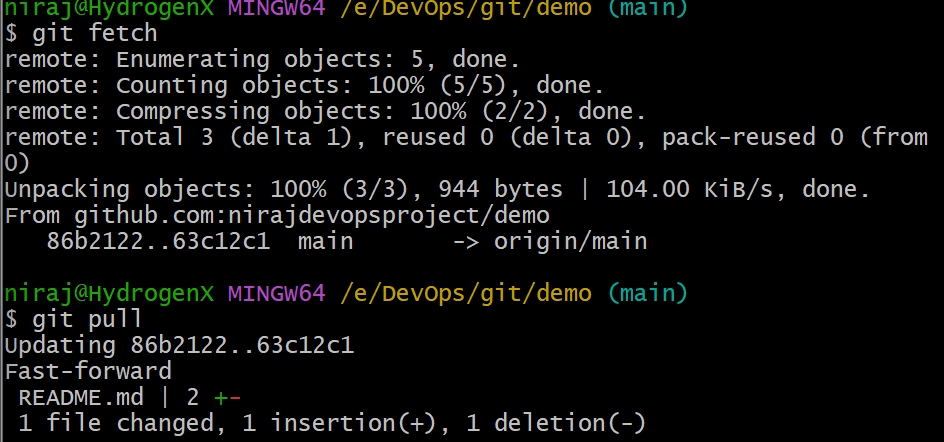 niraj@HydrogenX MINGW64 /e/DevOps/git/demo (main)
$ git fetch
remote: Enumerating objects: 5, done.
remote: Counting objects: 100% (5/5), done.
remote: Compressing objects: 100% (2/2), done.
remote: Total 3 (delta 1), reused 0 (delta 0), pack-reused 0 (from
0)
Unpacking objects: 100% (3/3), 944 bytes | 104.00 KiB/s, done.
From github.com:nirajdevopsproject/demo
   86b2122..63c12c1  main       -> origin/main
niraj@HydrogenX MINGW64 /e/DevOps/git/demo (main)
$ git pull
Updating 86b2122..63c12c1
Fast-forward
 README.md | 2 +-
 1 file changed, 1 insertion(+), 1 deletion(-)